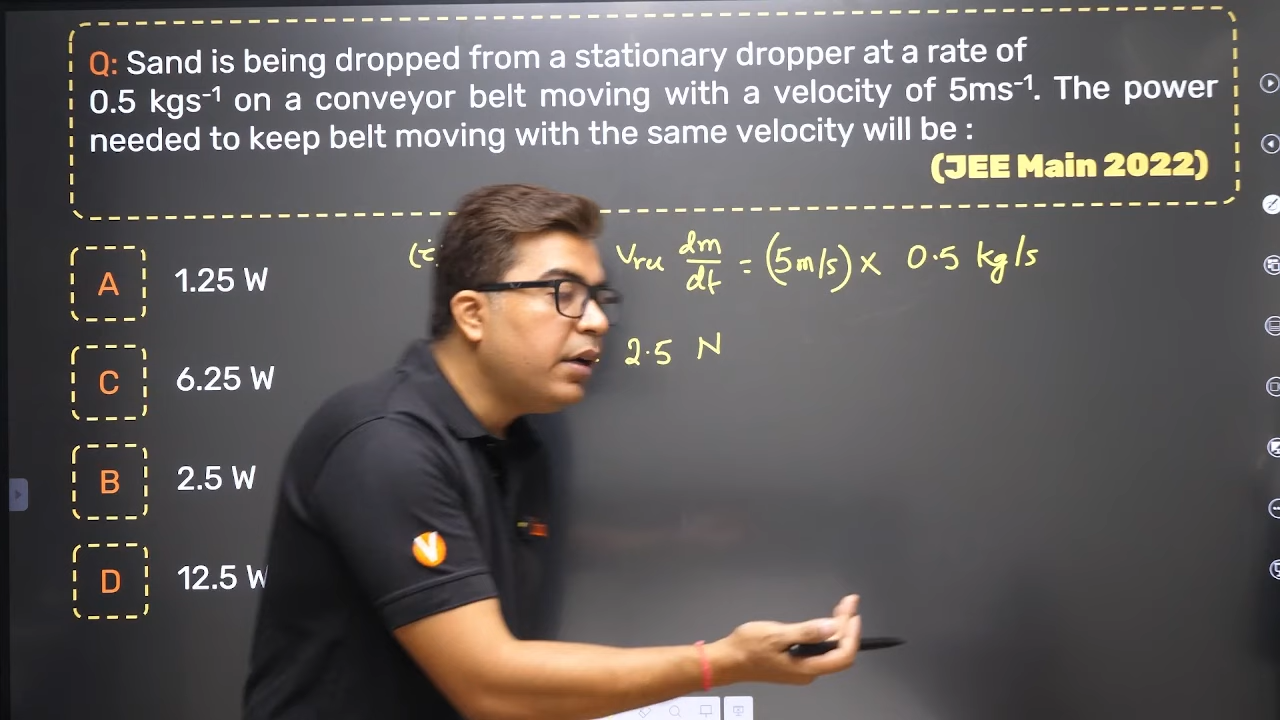 Q: Sand is being dropped from a stationary dropper at a rate of
0.5 kgs⁻¹ on a conveyor belt moving with a velocity of 5ms⁻¹. The power
needed to keep belt moving with the same velocity will be :
(JEE Main 2022)
A 1.25 W
C 6.25 W
B 2.5 W
D 12.5 W
(i) Vrel dm/dt = (5m/s) × 0.5 kg/s
2.5 N
V